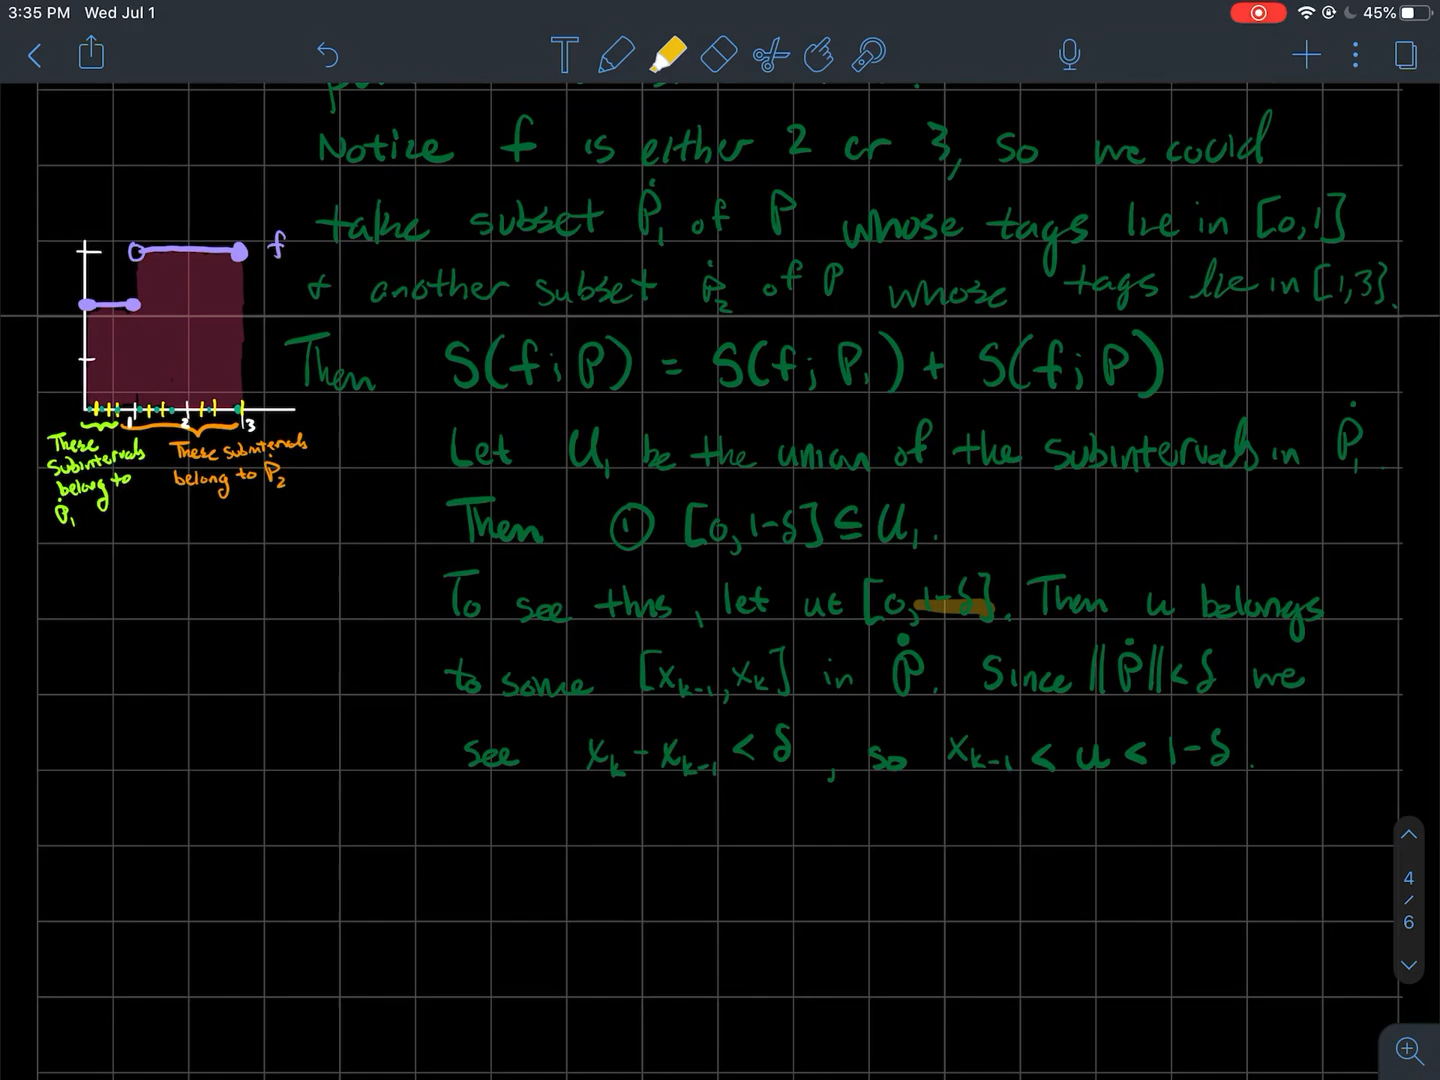 3:35 PM Wed Jul 1
45%
Notice f is either 2 or 3, so we could
take subset Ṗ₁ of P whose tags lie in [0,1]
& another subset Ṗ₂ of P whose tags lie in [1,3].
Then S(f;P) = S(f;P₁) + S(f;P)
Let U₁ be the union of the subintervals in Ṗ₁.
Then ① [0,1-δ] ⊆ U₁.
To see this, let u ∈ [0,1-δ]. Then u belongs
to some [xₖ₋₁, xₖ] in Ṗ. Since ||Ṗ|| < δ we
see xₖ - xₖ₋₁ < δ, so xₖ₋₁ < u < 1-δ.
f
1 2 3
These
subintervals
belong to
Ṗ₁
These subintervals
belong to Ṗ₂
4
/
6